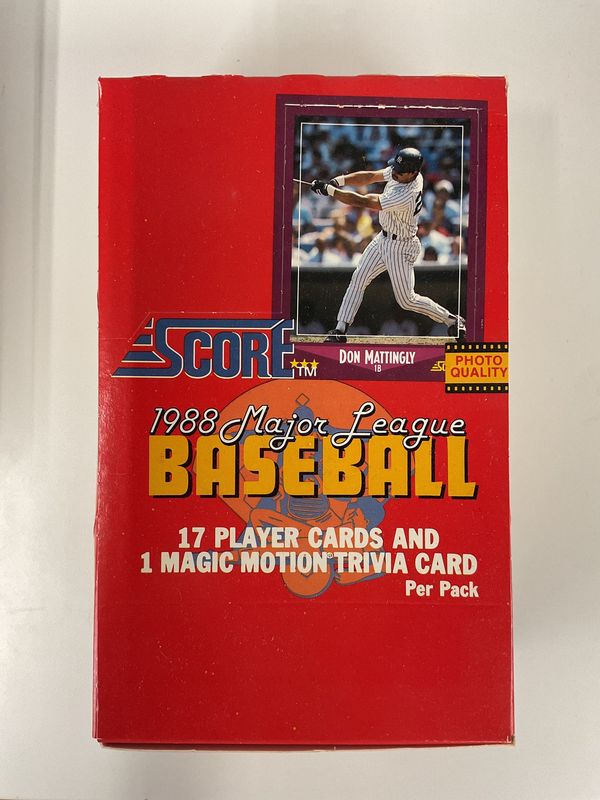 DON MATTINGLY
1B
SCORE
TM
PHOTO
QUALITY
1988 Major League
BASEBALL
17 PLAYER CARDS AND
1 MAGIC MOTION® TRIVIA CARD
Per Pack